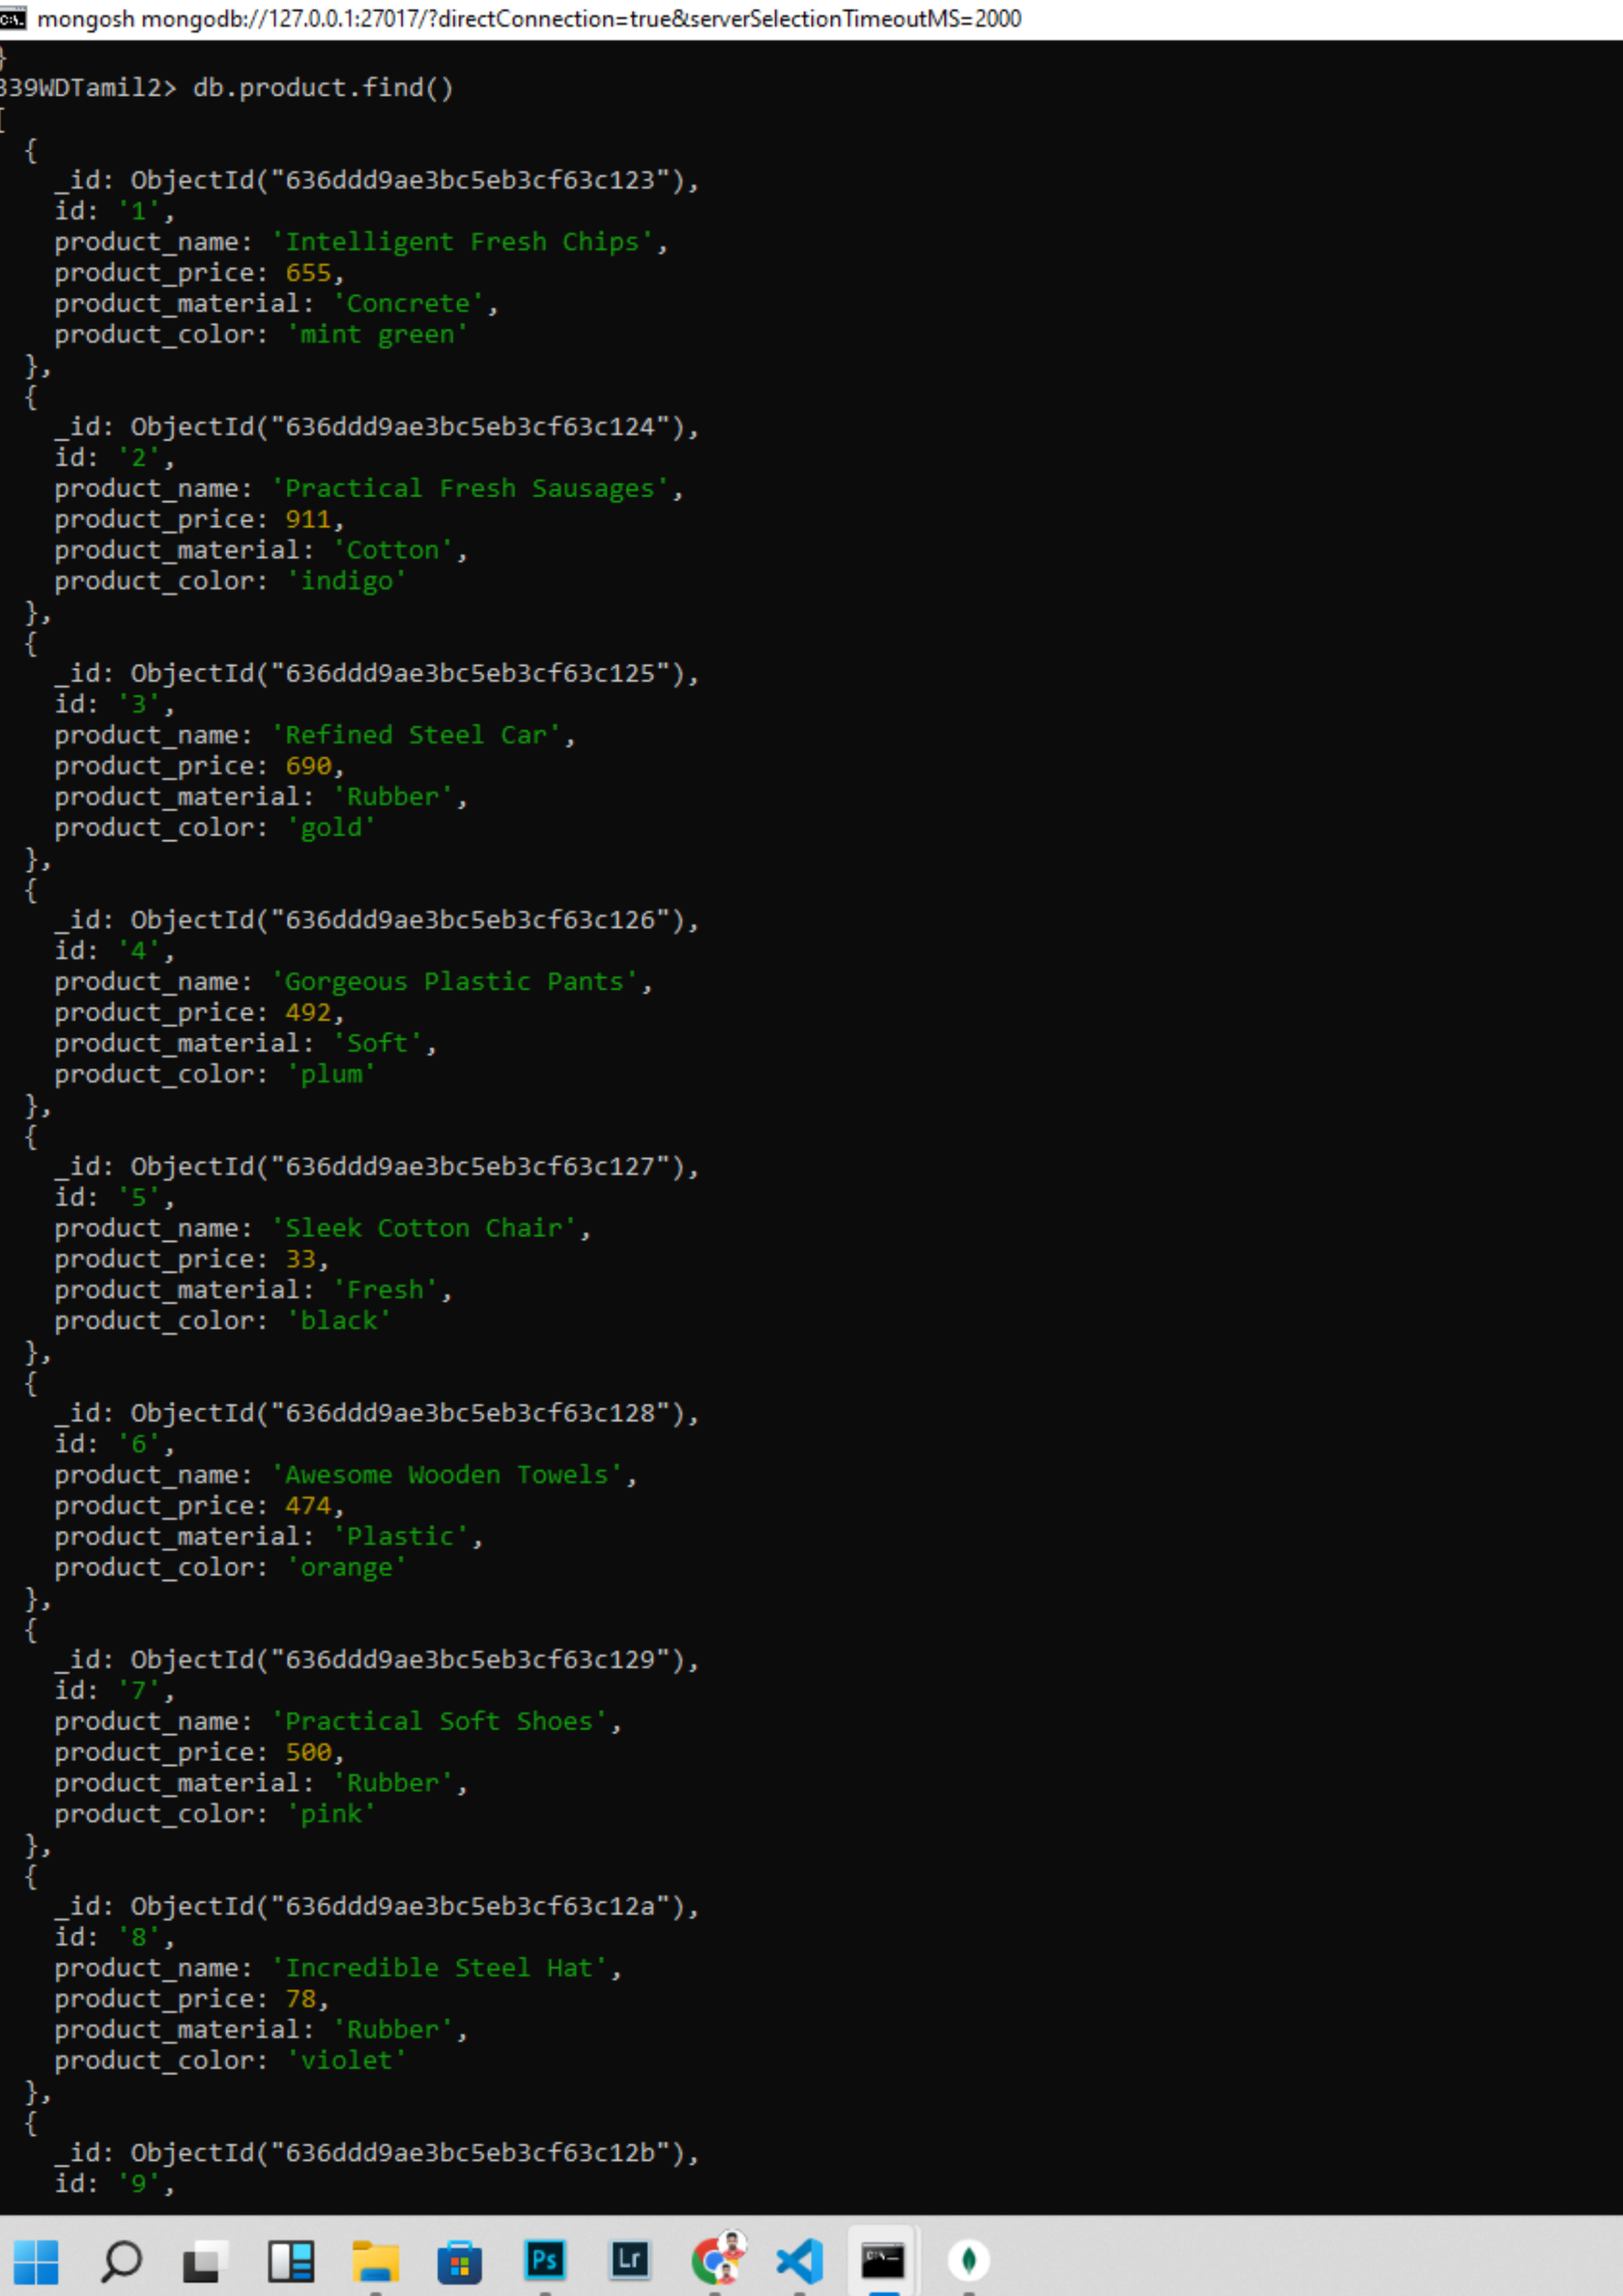 mongosh mongodb://127.0.0.1:27017/?directConnection=true&serverSelectionTimeoutMS=2000
}
339WDTamil2> db.product.find()
[
  {
    _id: ObjectId("636ddd9ae3bc5eb3cf63c123"),
    id: '1',
    product_name: 'Intelligent Fresh Chips',
    product_price: 655,
    product_material: 'Concrete',
    product_color: 'mint green'
  },
  {
    _id: ObjectId("636ddd9ae3bc5eb3cf63c124"),
    id: '2',
    product_name: 'Practical Fresh Sausages',
    product_price: 911,
    product_material: 'Cotton',
    product_color: 'indigo'
  },
  {
    _id: ObjectId("636ddd9ae3bc5eb3cf63c125"),
    id: '3',
    product_name: 'Refined Steel Car',
    product_price: 690,
    product_material: 'Rubber',
    product_color: 'gold'
  },
  {
    _id: ObjectId("636ddd9ae3bc5eb3cf63c126"),
    id: '4',
    product_name: 'Gorgeous Plastic Pants',
    product_price: 492,
    product_material: 'Soft',
    product_color: 'plum'
  },
  {
    _id: ObjectId("636ddd9ae3bc5eb3cf63c127"),
    id: '5',
    product_name: 'Sleek Cotton Chair',
    product_price: 33,
    product_material: 'Fresh',
    product_color: 'black'
  },
  {
    _id: ObjectId("636ddd9ae3bc5eb3cf63c128"),
    id: '6',
    product_name: 'Awesome Wooden Towels',
    product_price: 474,
    product_material: 'Plastic',
    product_color: 'orange'
  },
  {
    _id: ObjectId("636ddd9ae3bc5eb3cf63c129"),
    id: '7',
    product_name: 'Practical Soft Shoes',
    product_price: 500,
    product_material: 'Rubber',
    product_color: 'pink'
  },
  {
    _id: ObjectId("636ddd9ae3bc5eb3cf63c12a"),
    id: '8',
    product_name: 'Incredible Steel Hat',
    product_price: 78,
    product_material: 'Rubber',
    product_color: 'violet'
  },
  {
    _id: ObjectId("636ddd9ae3bc5eb3cf63c12b"),
    id: '9',
Ps Lr